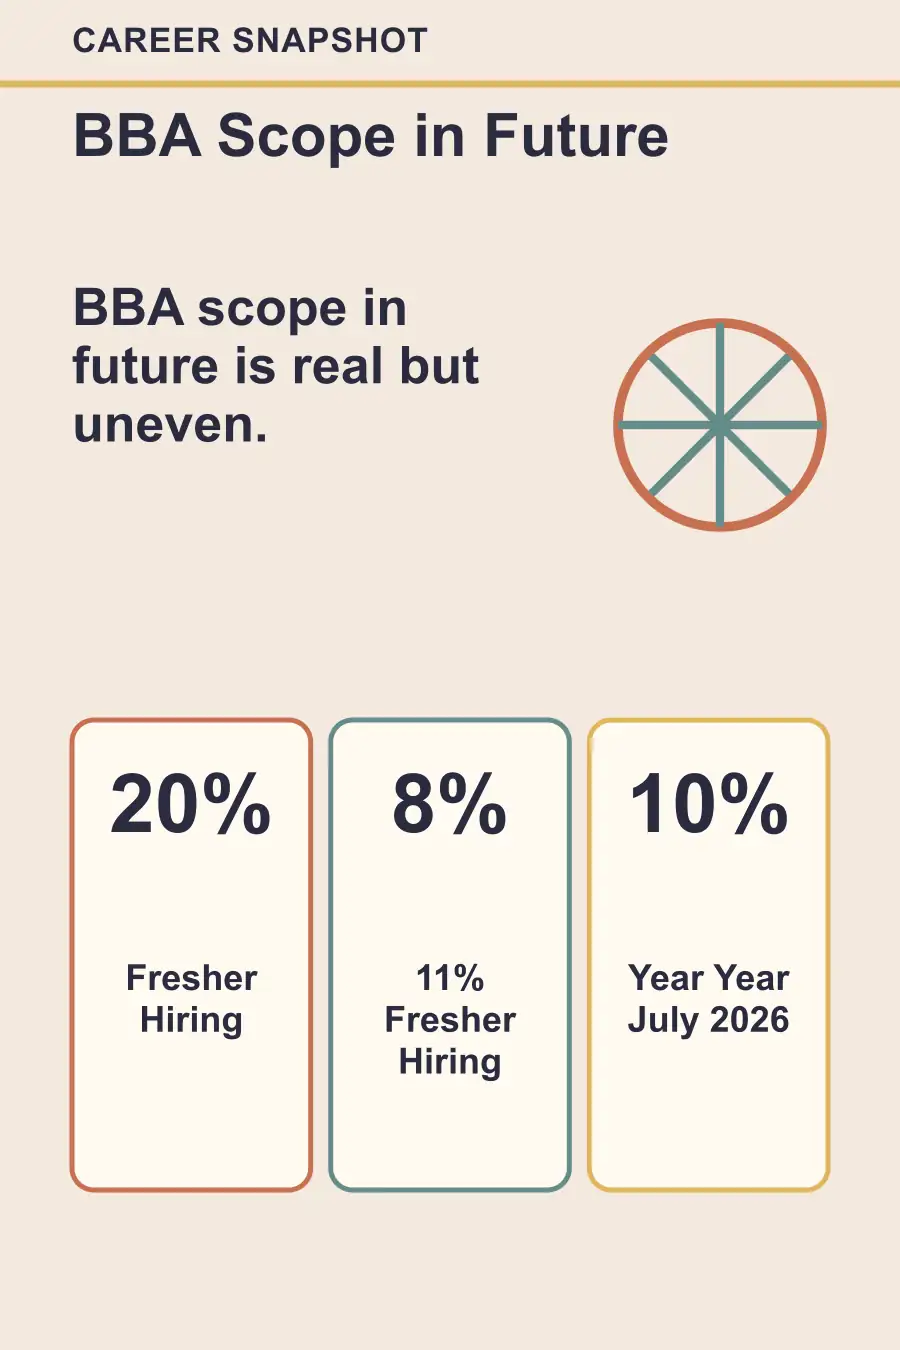 CAREER SNAPSHOT
BBA Scope in Future
BBA scope in
future is real but
uneven.
20%
Fresher
Hiring
8%
11%
Fresher
Hiring
10%
Year Year
July 2026